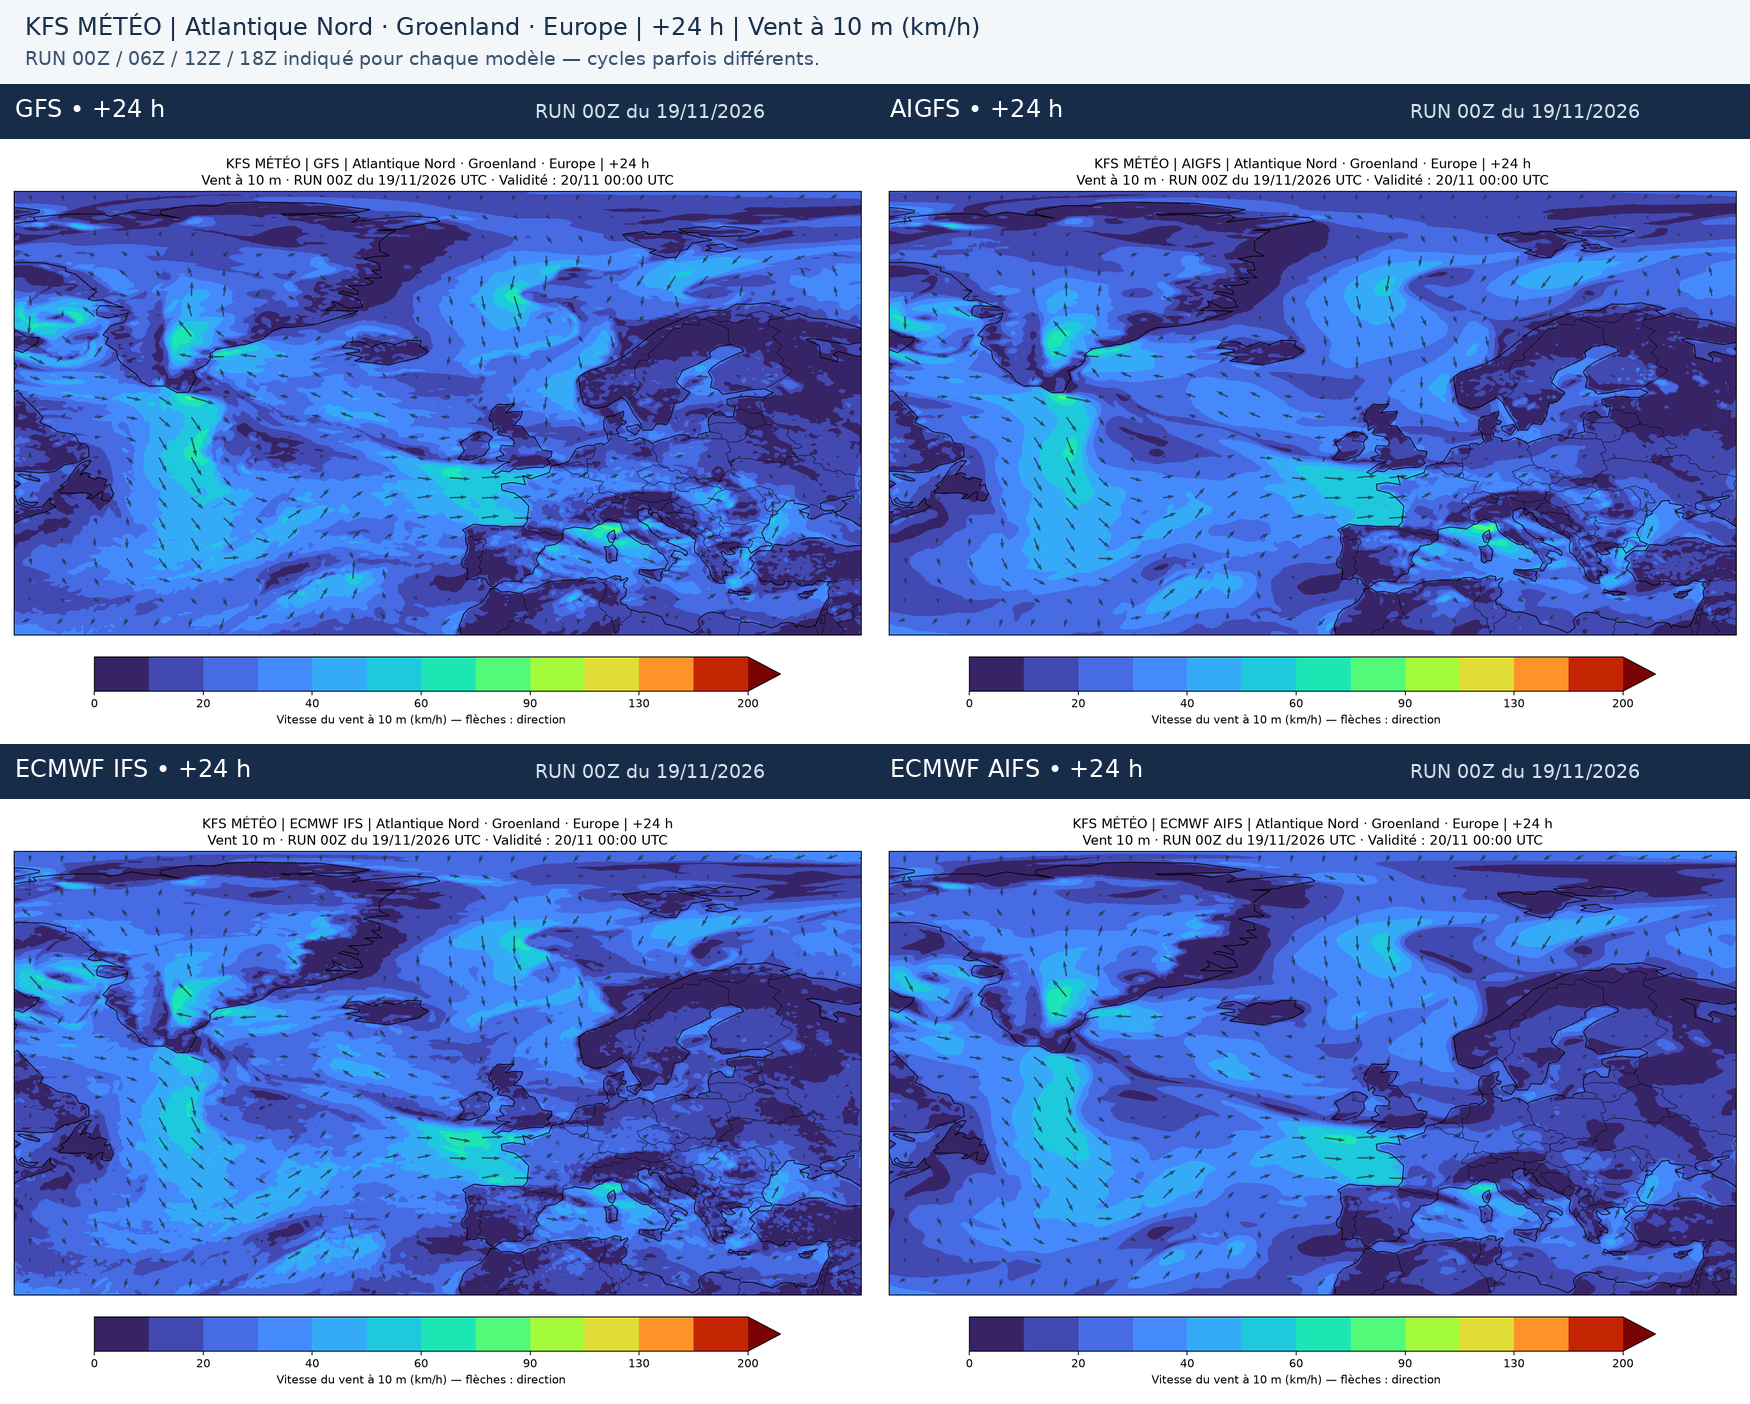 KFS MÉTÉO | Atlantique Nord · Groenland · Europe | +24 h | Vent à 10 m (km/h)
RUN 00Z / 06Z / 12Z / 18Z indiqué pour chaque modèle — cycles parfois différents.
GFS • +24 h
RUN 00Z du 19/11/2026
KFS MÉTÉO | GFS | Atlantique Nord · Groenland · Europe | +24 h
Vent à 10 m · RUN 00Z du 19/11/2026 UTC · Validité : 20/11 00:00 UTC
0 20 40 60 90 130 200
Vitesse du vent à 10 m (km/h) — flèches : direction
AIGFS • +24 h
RUN 00Z du 19/11/2026
KFS MÉTÉO | AIGFS | Atlantique Nord · Groenland · Europe | +24 h
Vent à 10 m · RUN 00Z du 19/11/2026 UTC · Validité : 20/11 00:00 UTC
0 20 40 60 90 130 200
Vitesse du vent à 10 m (km/h) — flèches : direction
ECMWF IFS • +24 h
RUN 00Z du 19/11/2026
KFS MÉTÉO | ECMWF IFS | Atlantique Nord · Groenland · Europe | +24 h
Vent 10 m · RUN 00Z du 19/11/2026 UTC · Validité : 20/11 00:00 UTC
0 20 40 60 90 130 200
Vitesse du vent à 10 m (km/h) — flèches : direction
ECMWF AIFS • +24 h
RUN 00Z du 19/11/2026
KFS MÉTÉO | ECMWF AIFS | Atlantique Nord · Groenland · Europe | +24 h
Vent 10 m · RUN 00Z du 19/11/2026 UTC · Validité : 20/11 00:00 UTC
0 20 40 60 90 130 200
Vitesse du vent à 10 m (km/h) — flèches : direction